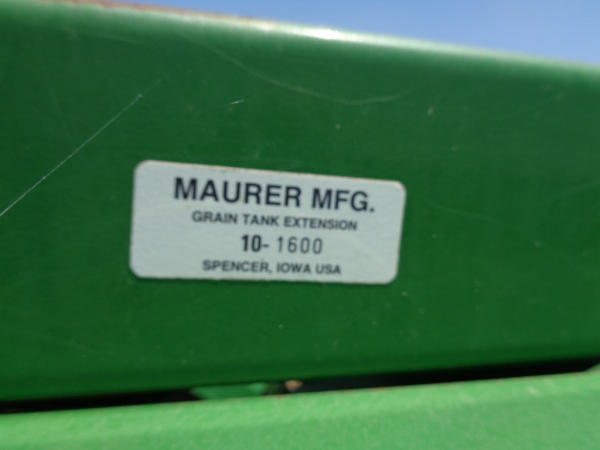 MAURER MFG.
GRAIN TANK EXTENSION
10- 1600
SPENCER, IOWA USA